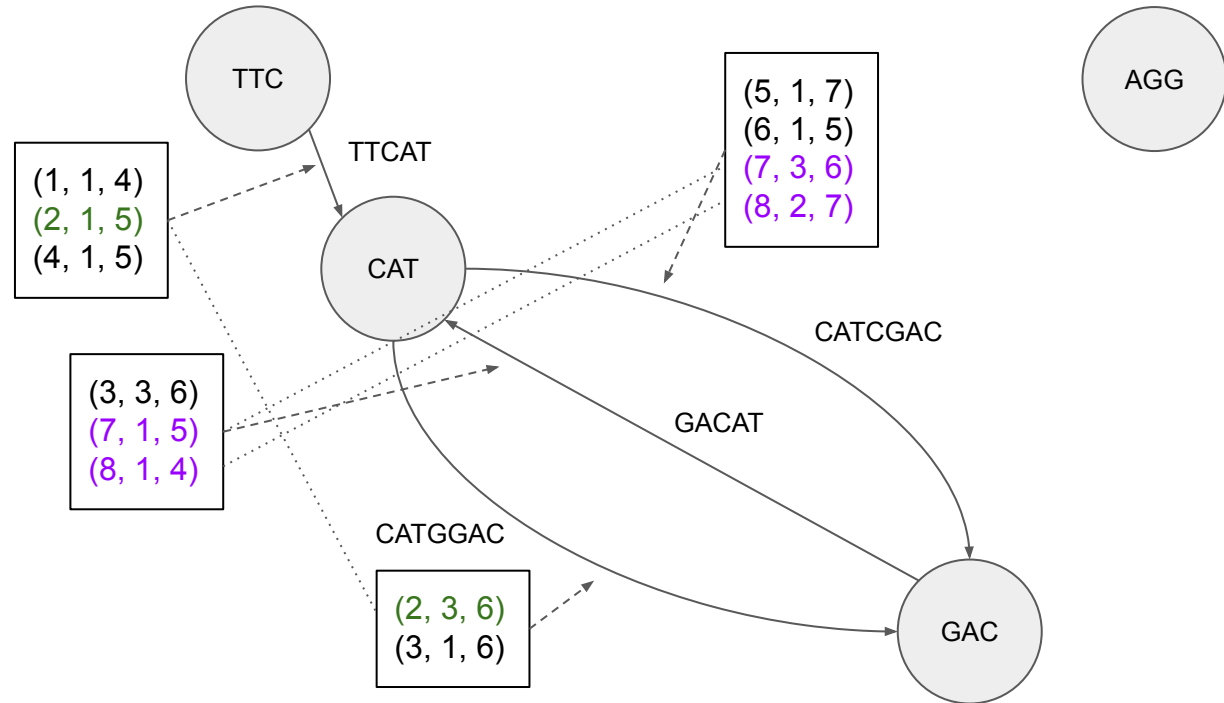 TTC
AGG
(5, 1, 7)
(6, 1, 5)
(7, 3, 6)
(8, 2, 7)
TTCAT
(1, 1, 4)
(2, 1, 5)
(4, 1, 5)
CAT
CATCGAC
(3, 3, 6)
(7, 1, 5)
(8, 1, 4)
GACAT
CATGGAC
(2, 3, 6)
(3, 1, 6)
GAC